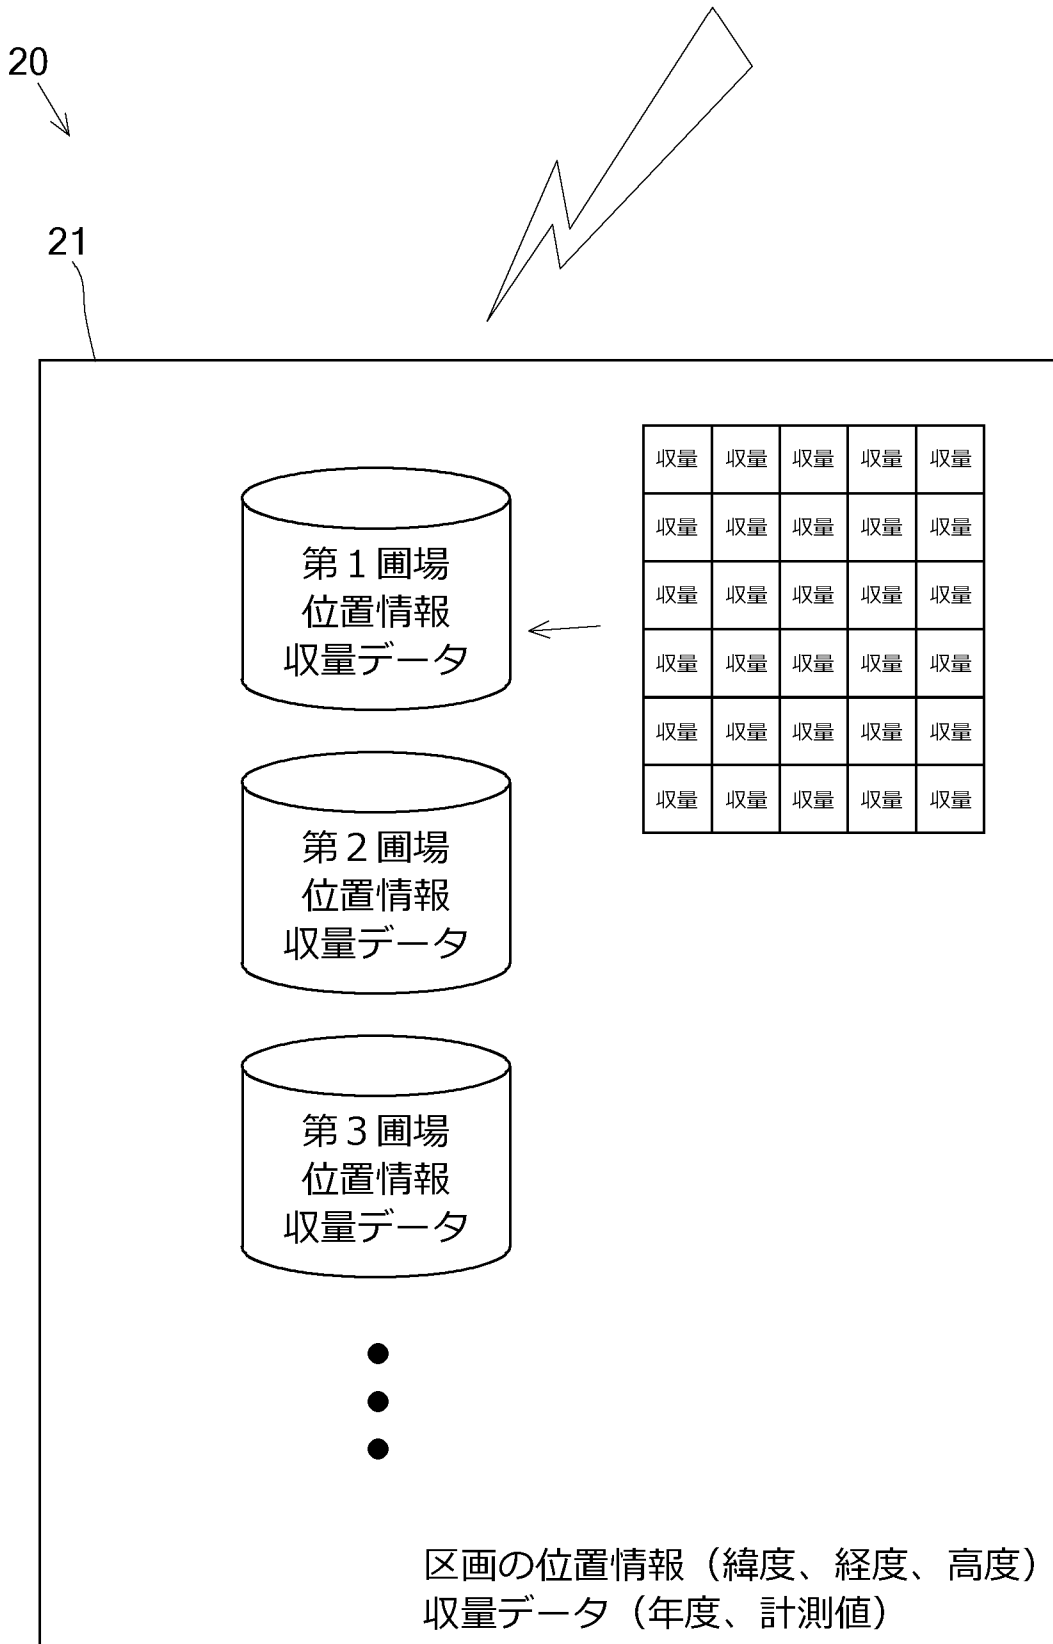 20
21
収量 収量 収量 収量 収量
収量 収量 収量 収量 収量
収量 収量 収量 収量 収量
収量 収量 収量 収量 収量
収量 収量 収量 収量 収量
収量 収量 収量 収量 収量
第１圃場
位置情報
収量データ
第２圃場
位置情報
収量データ
第３圃場
位置情報
収量データ
区画の位置情報（緯度、経度、高度）
収量データ（年度、計測値）